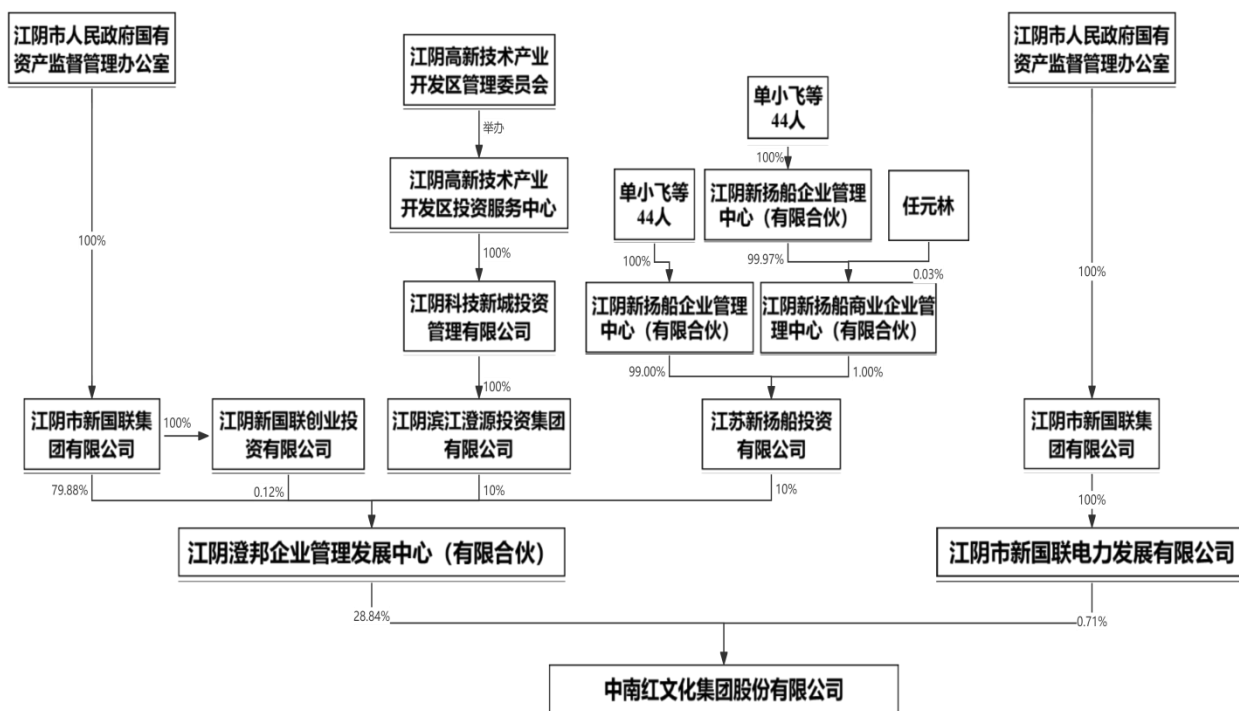 江阴市人民政府国有
资产监督管理办公室
江阴高新技术产业
开发区管理委员会
江阴市人民政府国有
资产监督管理办公室
单小飞等
44人
举办
100%
江阴高新技术产业
开发区投资服务中心
单小飞等
44人
江阴新扬船企业管理
中心（有限合伙）
任元林
100%
100%
100%
99.97%
0.03%
100%
江阴科技新城投资
管理有限公司
江阴新扬船企业管理
中心（有限合伙）
江阴新扬船商业企业管
理中心（有限合伙）
100%
99.00%
1.00%
江阴市新国联集
团有限公司
100%
江阴新国联创业投
资有限公司
江阴滨江澄源投资集团
有限公司
江苏新扬船投资
有限公司
江阴市新国联集
团有限公司
79.88%
0.12%
10%
10%
100%
江阴澄邦企业管理发展中心（有限合伙）
江阴市新国联电力发展有限公司
28.84%
0.71%
中南红文化集团股份有限公司